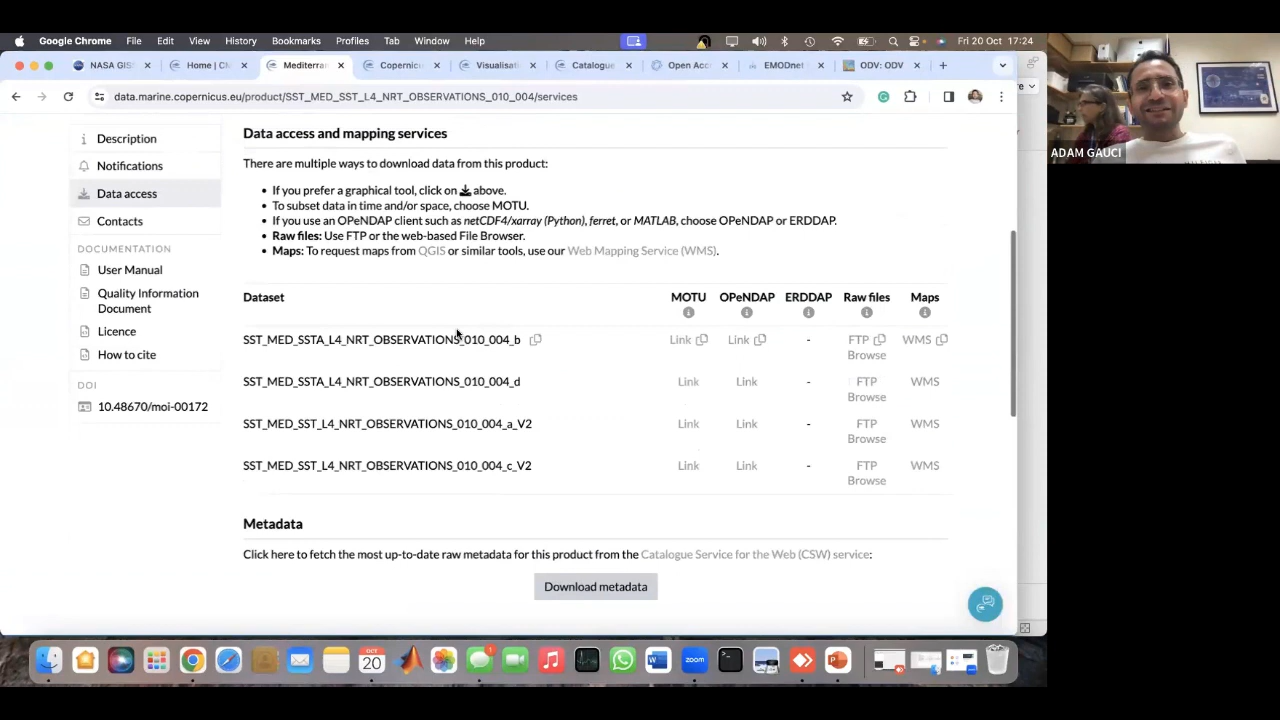 Google Chrome File Edit View History Bookmarks Profiles Tab Window Help Fri 20 Oct 17:24
NASA GIS Home | C Mediterran Copernic Visualisati Catalogue Open Acc EMODnet ODV: ODV
data.marine.copernicus.eu/product/SST_MED_SST_L4_NRT_OBSERVATIONS_010_004/services
ADAM GAUCI
Description
Notifications
Data access
Contacts
DOCUMENTATION
User Manual
Quality Information
Document
Licence
How to cite
DOI
10.48670/moi-00172
Data access and mapping services
There are multiple ways to download data from this product:
• If you prefer a graphical tool, click on above.
• To subset data in time and/or space, choose MOTU.
• If you use an OPeNDAP client such as netCDF4/xarray (Python), ferret, or MATLAB, choose OPeNDAP or ERDDAP.
• Raw files: Use FTP or the web-based File Browser.
• Maps: To request maps from QGIS or similar tools, use our Web Mapping Service (WMS).
Dataset MOTU OPeNDAP ERDDAP Raw files Maps
SST_MED_SSTA_L4_NRT_OBSERVATIONS_010_004_b Link Link - FTP WMS
Browse
SST_MED_SSTA_L4_NRT_OBSERVATIONS_010_004_d Link Link - FTP WMS
Browse
SST_MED_SST_L4_NRT_OBSERVATIONS_010_004_a_V2 Link Link - FTP WMS
Browse
SST_MED_SST_L4_NRT_OBSERVATIONS_010_004_c_V2 Link Link - FTP WMS
Browse
Metadata
Click here to fetch the most up-to-date raw metadata for this product from the Catalogue Service for the Web (CSW) service:
Download metadata
OCT
20
zoom